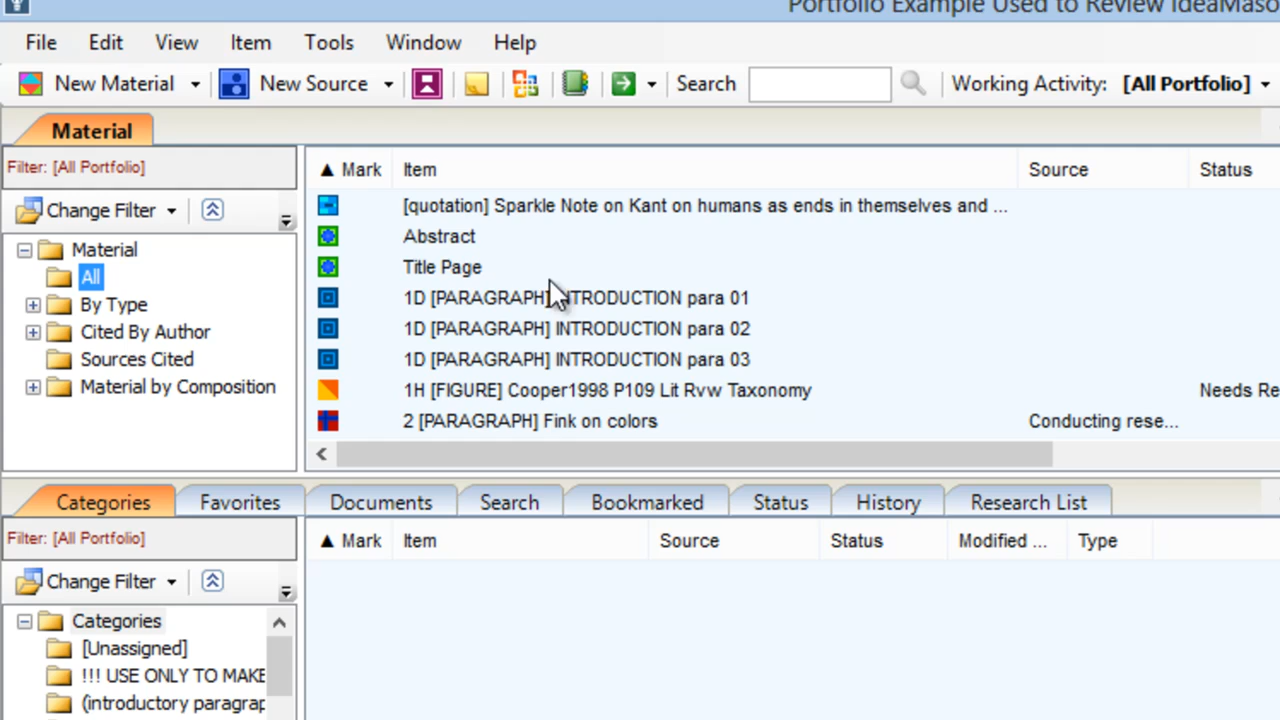 Portfolio Example Used to Review IdeaMaso
File Edit View Item Tools Window Help
New Material New Source Search Working Activity: [All Portfolio]
Material
Filter: [All Portfolio]
Change Filter
Material
All
By Type
Cited By Author
Sources Cited
Material by Composition
Mark Item Source Status
[quotation] Sparkle Note on Kant on humans as ends in themselves and ...
Abstract
Title Page
1D [PARAGRAPH] INTRODUCTION para 01
1D [PARAGRAPH] INTRODUCTION para 02
1D [PARAGRAPH] INTRODUCTION para 03
1H [FIGURE] Cooper1998 P109 Lit Rvw Taxonomy Needs Re
2 [PARAGRAPH] Fink on colors Conducting rese...
Categories Favorites Documents Search Bookmarked Status History Research List
Filter: [All Portfolio]
Change Filter
Categories
[Unassigned]
!!! USE ONLY TO MAKE
(introductory paragrap
Mark Item Source Status Modified ... Type